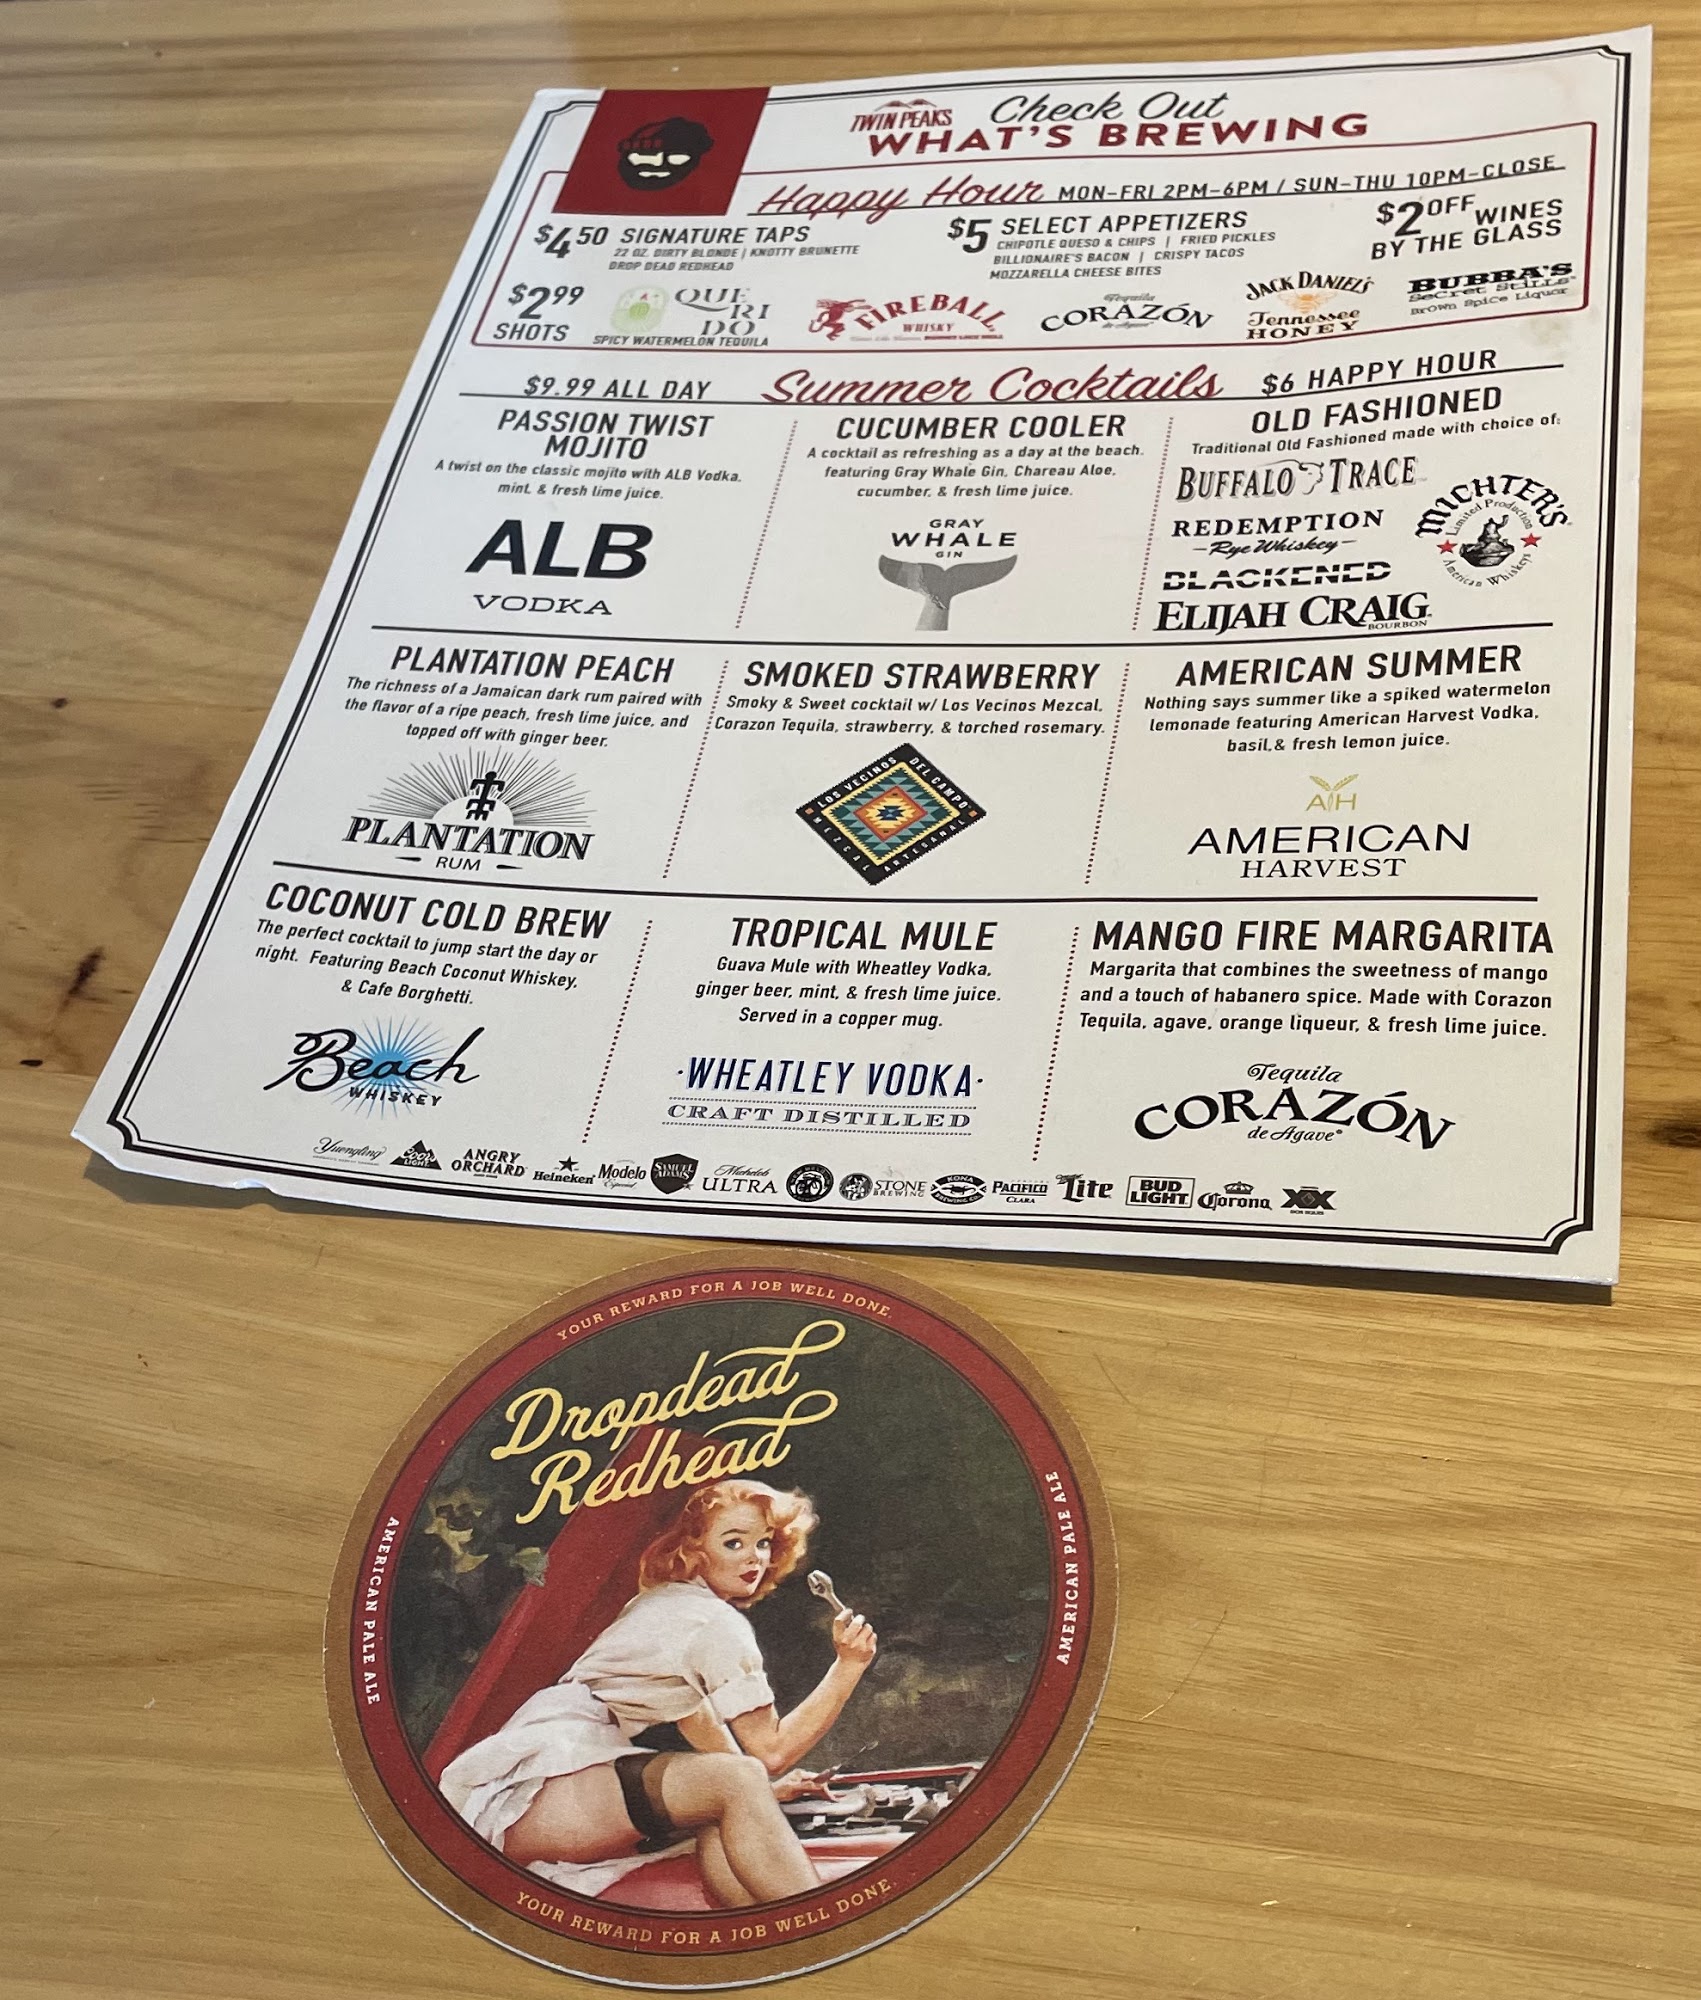 TWIN PEAKS
Check Out
WHAT'S BREWING
Happy Hour MON-FRI 2PM-6PM / SUN-THU 10PM-CLOSE
$4.50 SIGNATURE TAPS
22 OZ. DIRTY BLONDE | KNOTTY BRUNETTE
DROP DEAD REDHEAD
$5 SELECT APPETIZERS
CHIPOTLE QUESO & CHIPS | FRIED PICKLES
BILLIONAIRE'S BACON | CRISPY TACOS
MOZZARELLA CHEESE BITES
$2 OFF WINES
BY THE GLASS
$2.99
SHOTS
QUE
RI
DO
SPICY WATERMELON TEQUILA
FIREBALL
WHISKY
Tequila
CORAZÓN
de Agave
JACK DANIEL'S
Tennessee
HONEY
BUBBA'S
Secret Stills
Brown Spice Liquor
$9.99 ALL DAY Summer Cocktails $6 HAPPY HOUR
PASSION TWIST
MOJITO
A twist on the classic mojito with ALB Vodka,
mint, & fresh lime juice.
ALB
VODKA
CUCUMBER COOLER
A cocktail as refreshing as a day at the beach.
featuring Gray Whale Gin, Chareau Aloe,
cucumber, & fresh lime juice.
GRAY
WHALE
GIN
OLD FASHIONED
Traditional Old Fashioned made with choice of:
BUFFALO TRACE
REDEMPTION
Rye Whiskey
BLACKENED
ELIJAH CRAIG
BOURBON
MICHTER'S
Limited Production
American Whiskeys
PLANTATION PEACH
The richness of a Jamaican dark rum paired with
the flavor of a ripe peach, fresh lime juice, and
topped off with ginger beer.
PLANTATION
RUM
SMOKED STRAWBERRY
Smoky & Sweet cocktail w/ Los Vecinos Mezcal,
Corazon Tequila, strawberry, & torched rosemary.
LOS VECINOS DEL CAMPO
MEZCAL ARTESANAL
AMERICAN SUMMER
Nothing says summer like a spiked watermelon
lemonade featuring American Harvest Vodka,
basil,& fresh lemon juice.
AH
AMERICAN
HARVEST
COCONUT COLD BREW
The perfect cocktail to jump start the day or
night. Featuring Beach Coconut Whiskey,
& Cafe Borghetti.
Beach
WHISKEY
TROPICAL MULE
Guava Mule with Wheatley Vodka,
ginger beer, mint, & fresh lime juice.
Served in a copper mug.
·WHEATLEY VODKA·
CRAFT DISTILLED
MANGO FIRE MARGARITA
Margarita that combines the sweetness of mango
and a touch of habanero spice. Made with Corazon
Tequila, agave, orange liqueur, & fresh lime juice.
Tequila
CORAZÓN
de Agave
Yuengling
Coors
LIGHT
ANGRY
ORCHARD
Heineken
Modelo
Especial
SAMUEL
ADAMS
Michelob
ULTRA
STONE
BREWING
KONA
BREWING CO.
PACIFICO
CLARA
Miller
Lite
BUD
LIGHT
Corona
XX
DOS EQUIS
YOUR REWARD FOR A JOB WELL DONE.
Dropdead
Redhead
AMERICAN PALE ALE
AMERICAN PALE ALE
YOUR REWARD FOR A JOB WELL DONE.